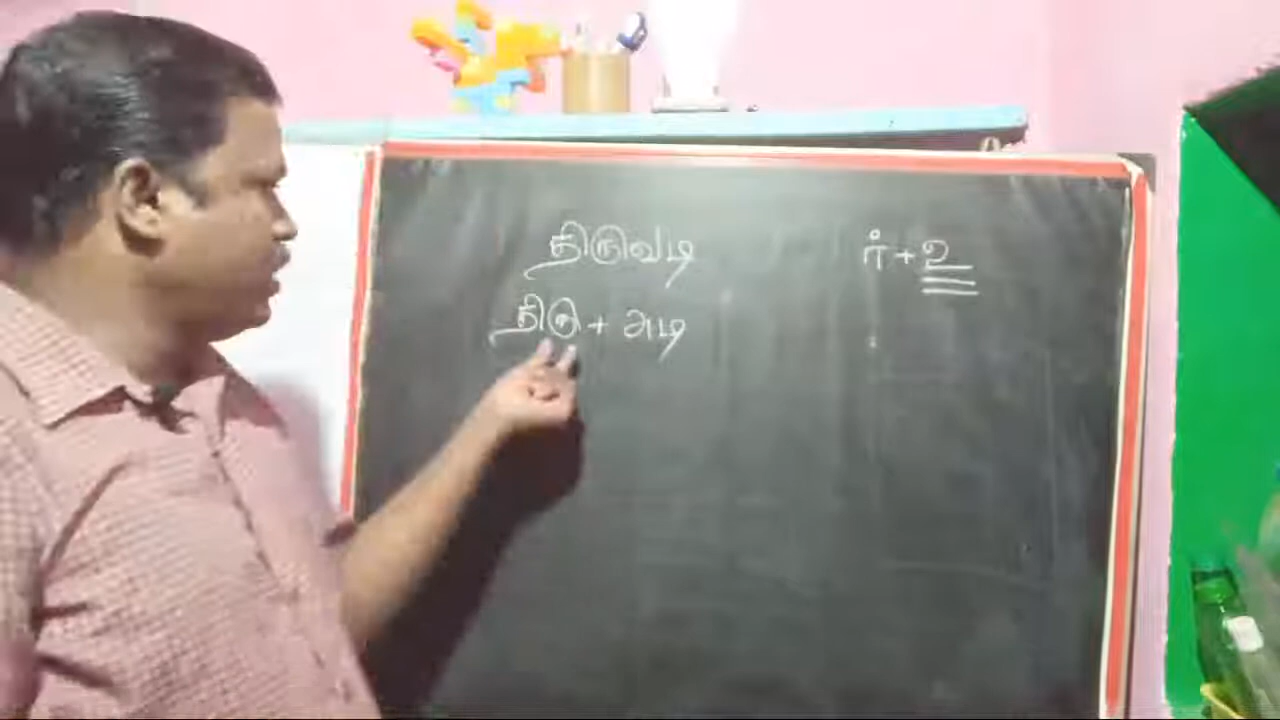 திருவடி
திரு + அடி
ர் + உ